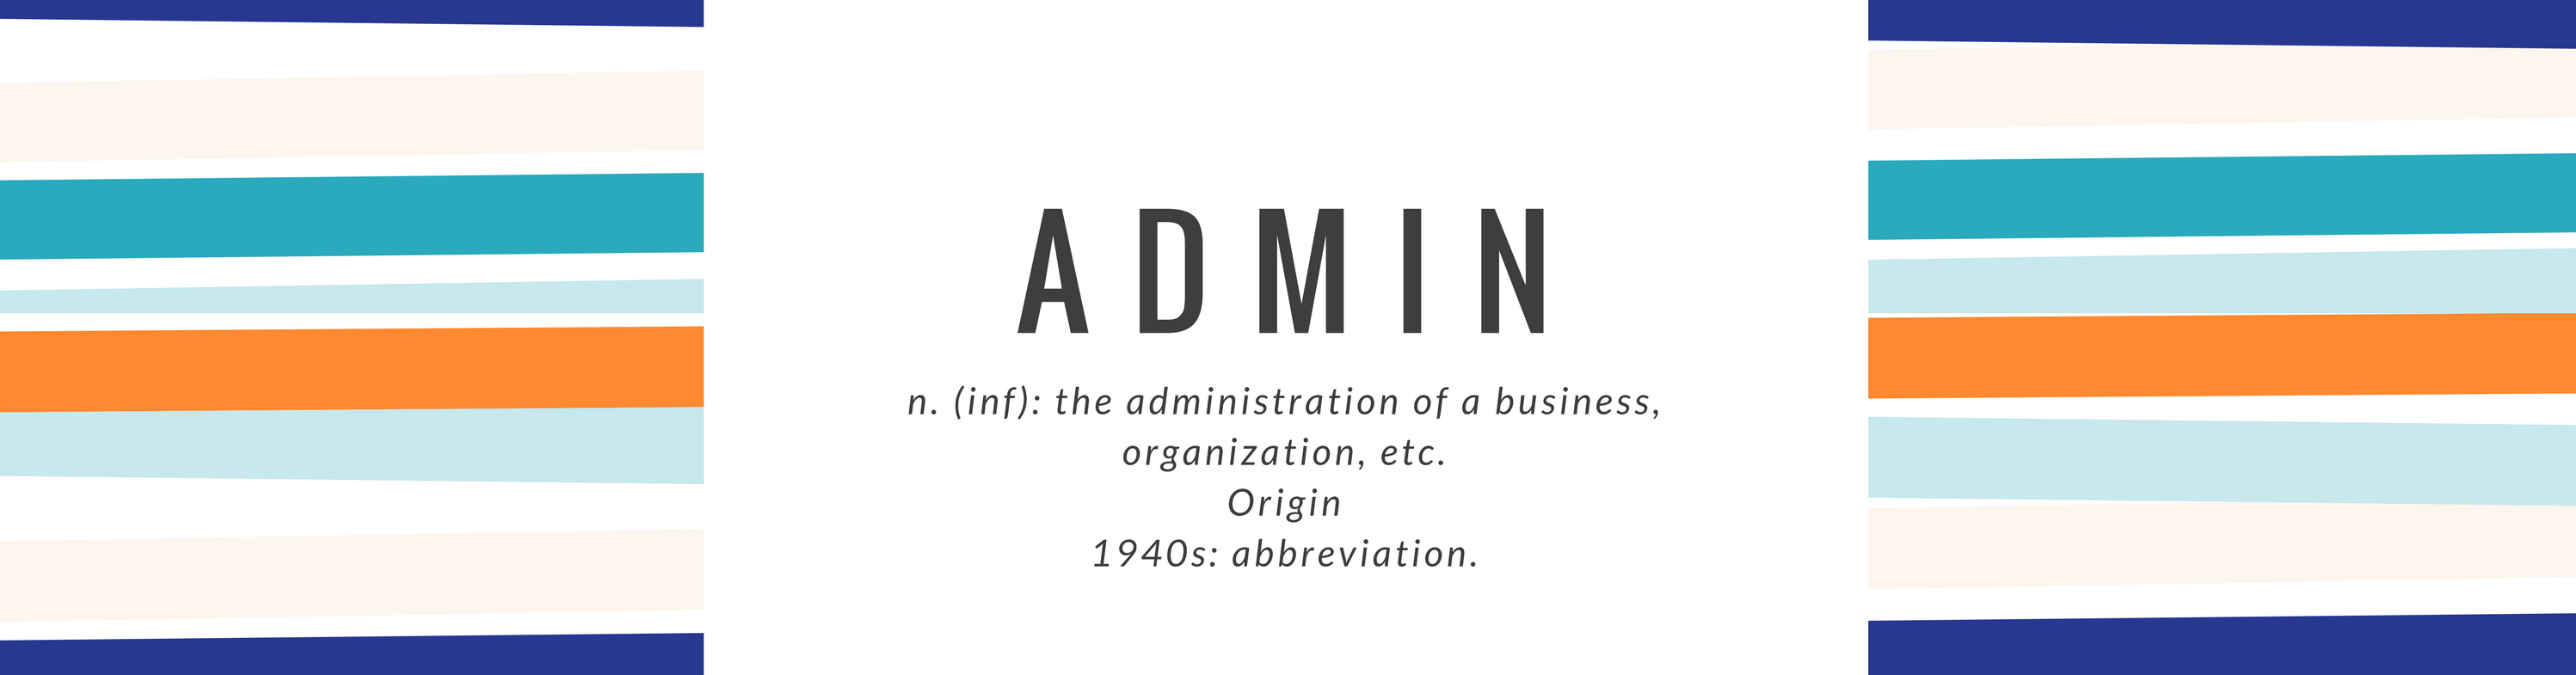 ADMIN
n. (inf): the administration of a business,
organization, etc.
Origin
1940s: abbreviation.